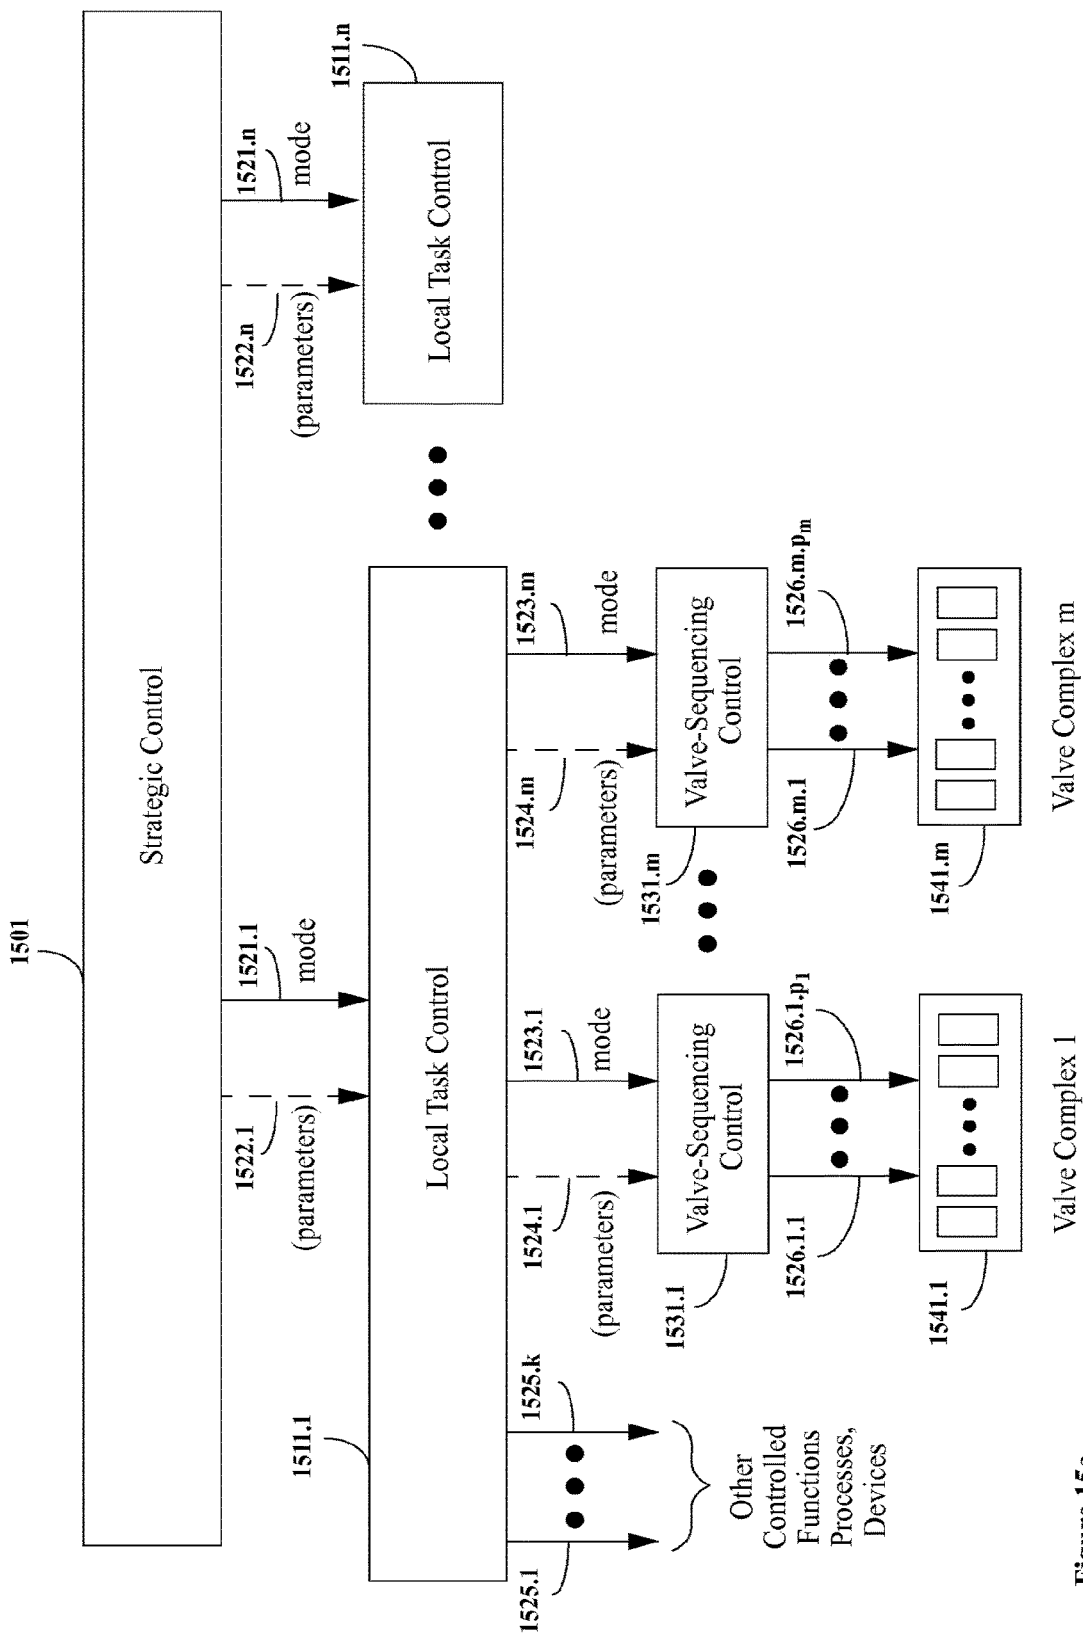 1501
Strategic Control
1522.1
(parameters)
1521.1
mode
1522.n
(parameters)
1521.n
mode
1511.1
Local Task Control
1511.n
Local Task Control
1525.1
1525.k
1524.1
(parameters)
1523.1
mode
1524.m
(parameters)
1523.m
mode
Other
Controlled
Functions
Processes,
Devices
1531.1
Valve-Sequencing
Control
1531.m
Valve-Sequencing
Control
1526.1.1
1526.1.p1
1526.m.1
1526.m.pm
1541.1
Valve Complex 1
1541.m
Valve Complex m